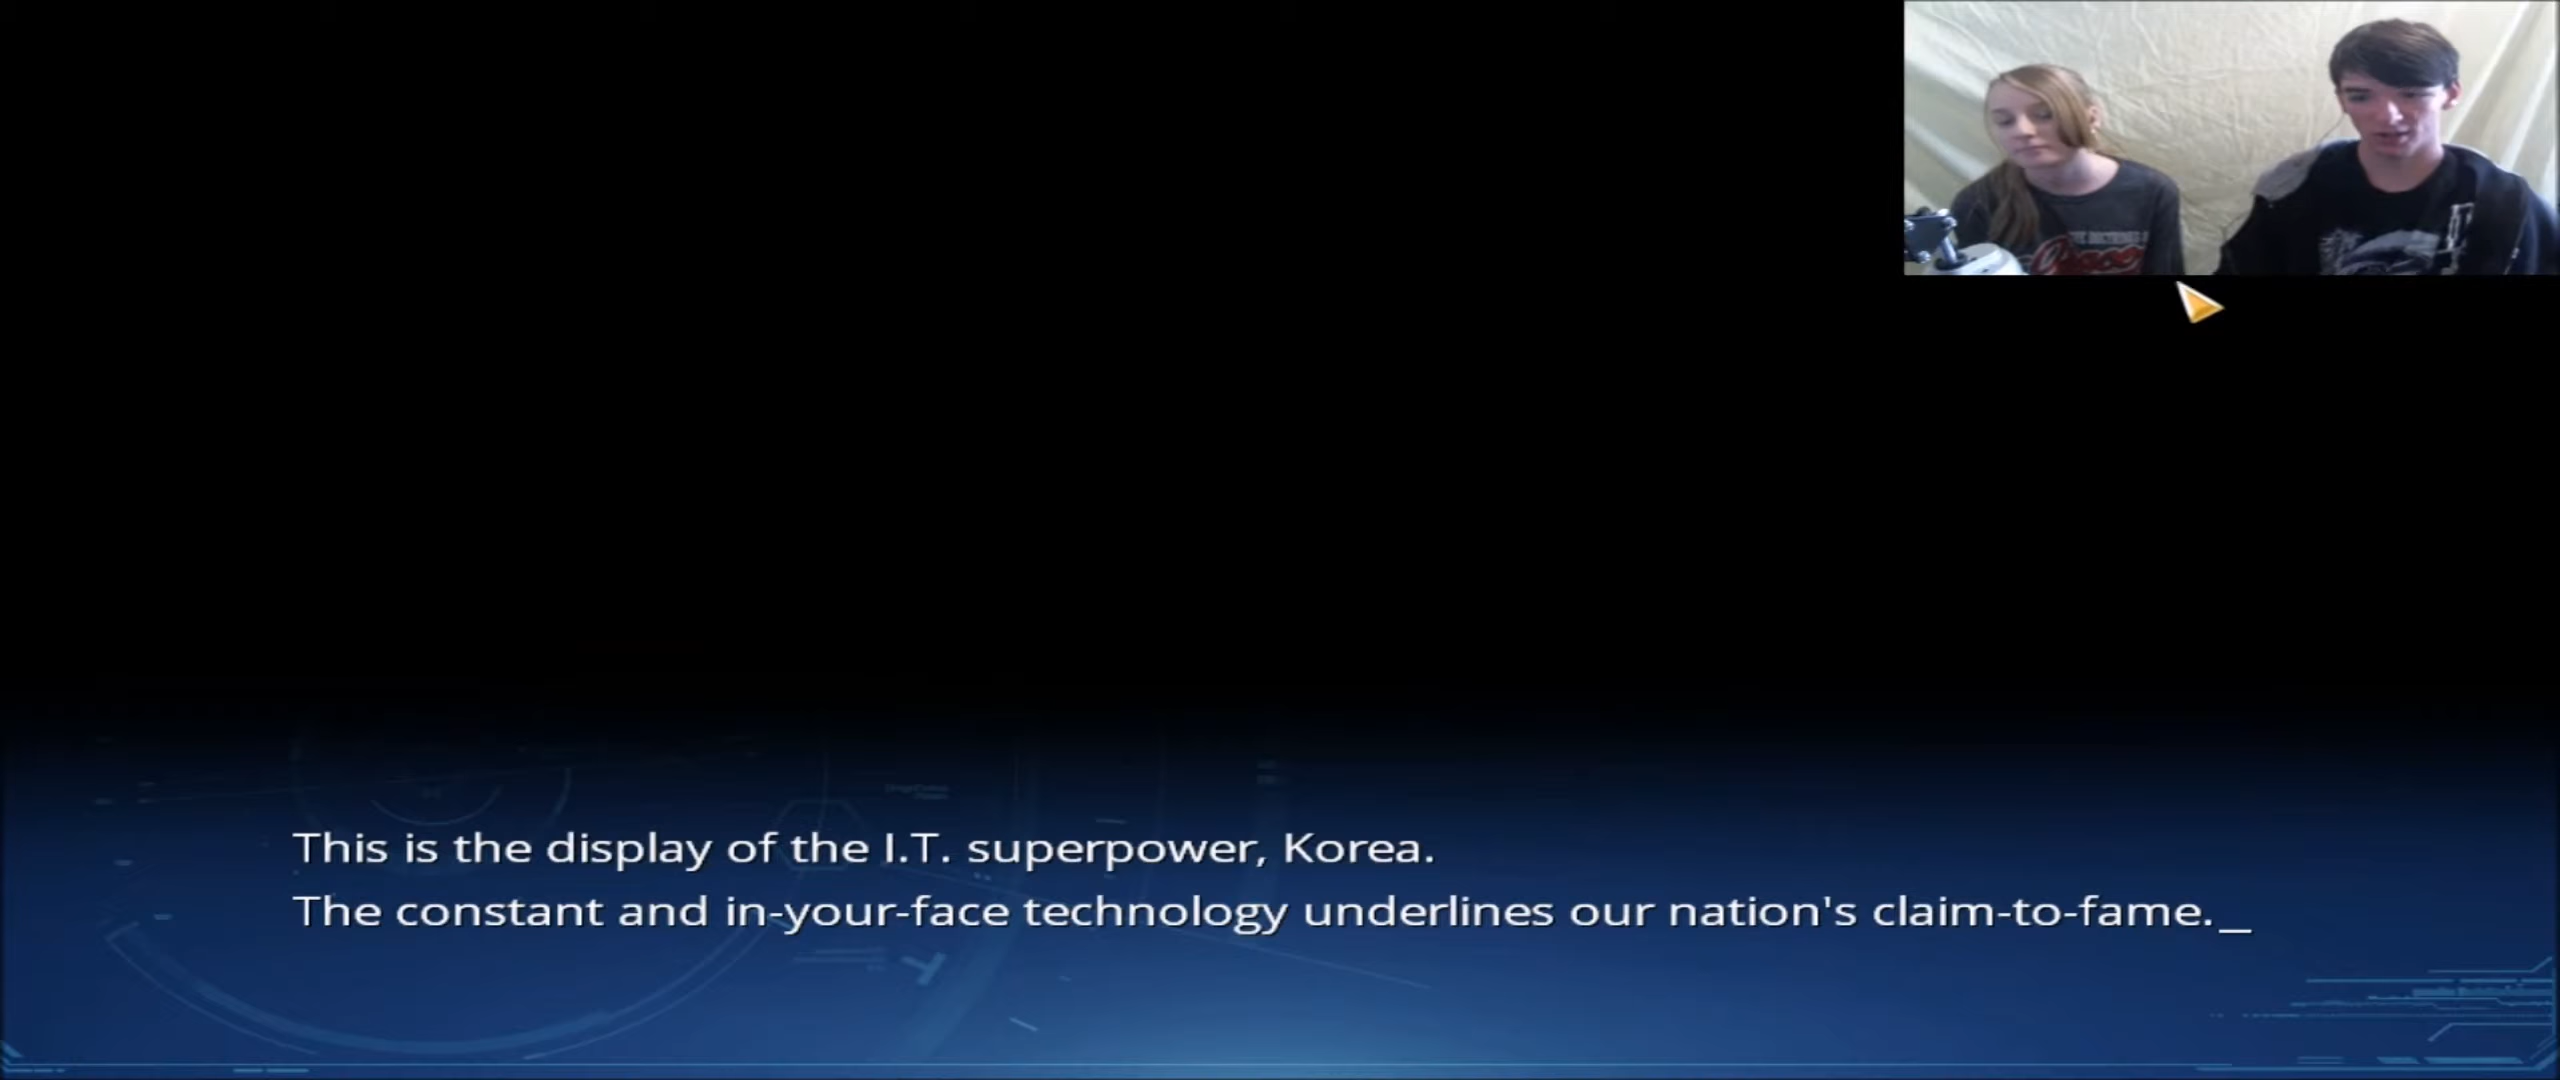 This is the display of the I.T. superpower, Korea.
The constant and in-your-face technology underlines our nation's claim-to-fame._